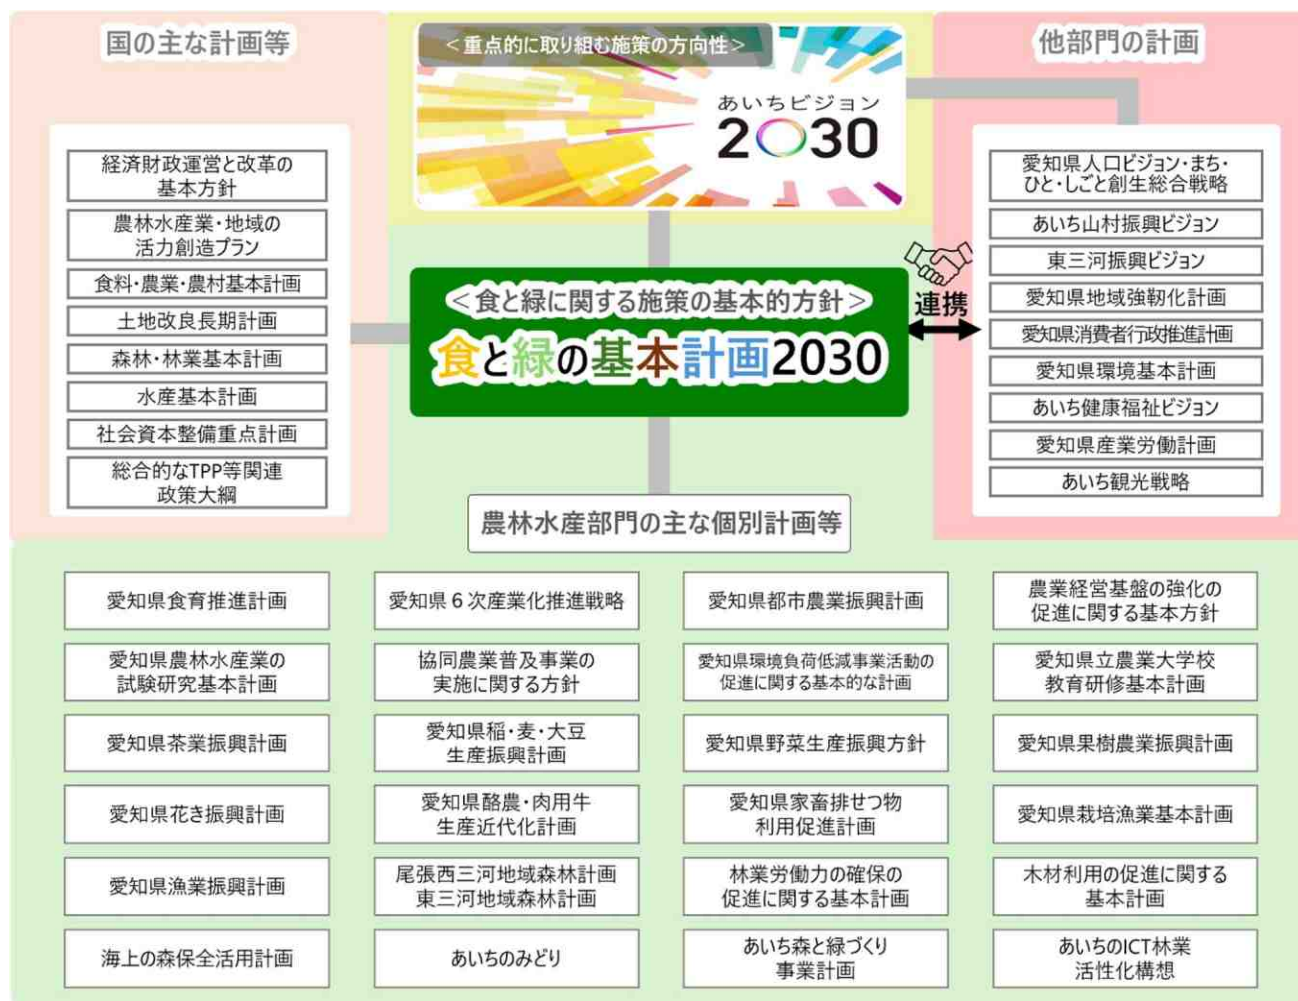 国の主な計画等
経済財政運営と改革の
基本方針
農林水産業・地域の
活力創造プラン
食料・農業・農村基本計画
土地改良長期計画
森林・林業基本計画
水産基本計画
社会資本整備重点計画
総合的なTPP等関連
政策大綱
＜重点的に取り組む施策の方向性＞
あいちビジョン
2030
＜食と緑に関する施策の基本的方針＞
食と緑の基本計画2030
連携
他部門の計画
愛知県人口ビジョン・まち・
ひと・しごと創生総合戦略
あいち山村振興ビジョン
東三河振興ビジョン
愛知県地域強靭化計画
愛知県消費者行政推進計画
愛知県環境基本計画
あいち健康福祉ビジョン
愛知県産業労働計画
あいち観光戦略
農林水産部門の主な個別計画等
愛知県食育推進計画
愛知県６次産業化推進戦略
愛知県都市農業振興計画
農業経営基盤の強化の
促進に関する基本方針
愛知県農林水産業の
試験研究基本計画
協同農業普及事業の
実施に関する方針
愛知県環境負荷低減事業活動の
促進に関する基本的な計画
愛知県立農業大学校
教育研修基本計画
愛知県茶業振興計画
愛知県稲・麦・大豆
生産振興計画
愛知県野菜生産振興方針
愛知県果樹農業振興計画
愛知県花き振興計画
愛知県酪農・肉用牛
生産近代化計画
愛知県家畜排せつ物
利用促進計画
愛知県栽培漁業基本計画
愛知県漁業振興計画
尾張西三河地域森林計画
東三河地域森林計画
林業労働力の確保の
促進に関する基本計画
木材利用の促進に関する
基本計画
海上の森保全活用計画
あいちのみどり
あいち森と緑づくり
事業計画
あいちのICT林業
活性化構想